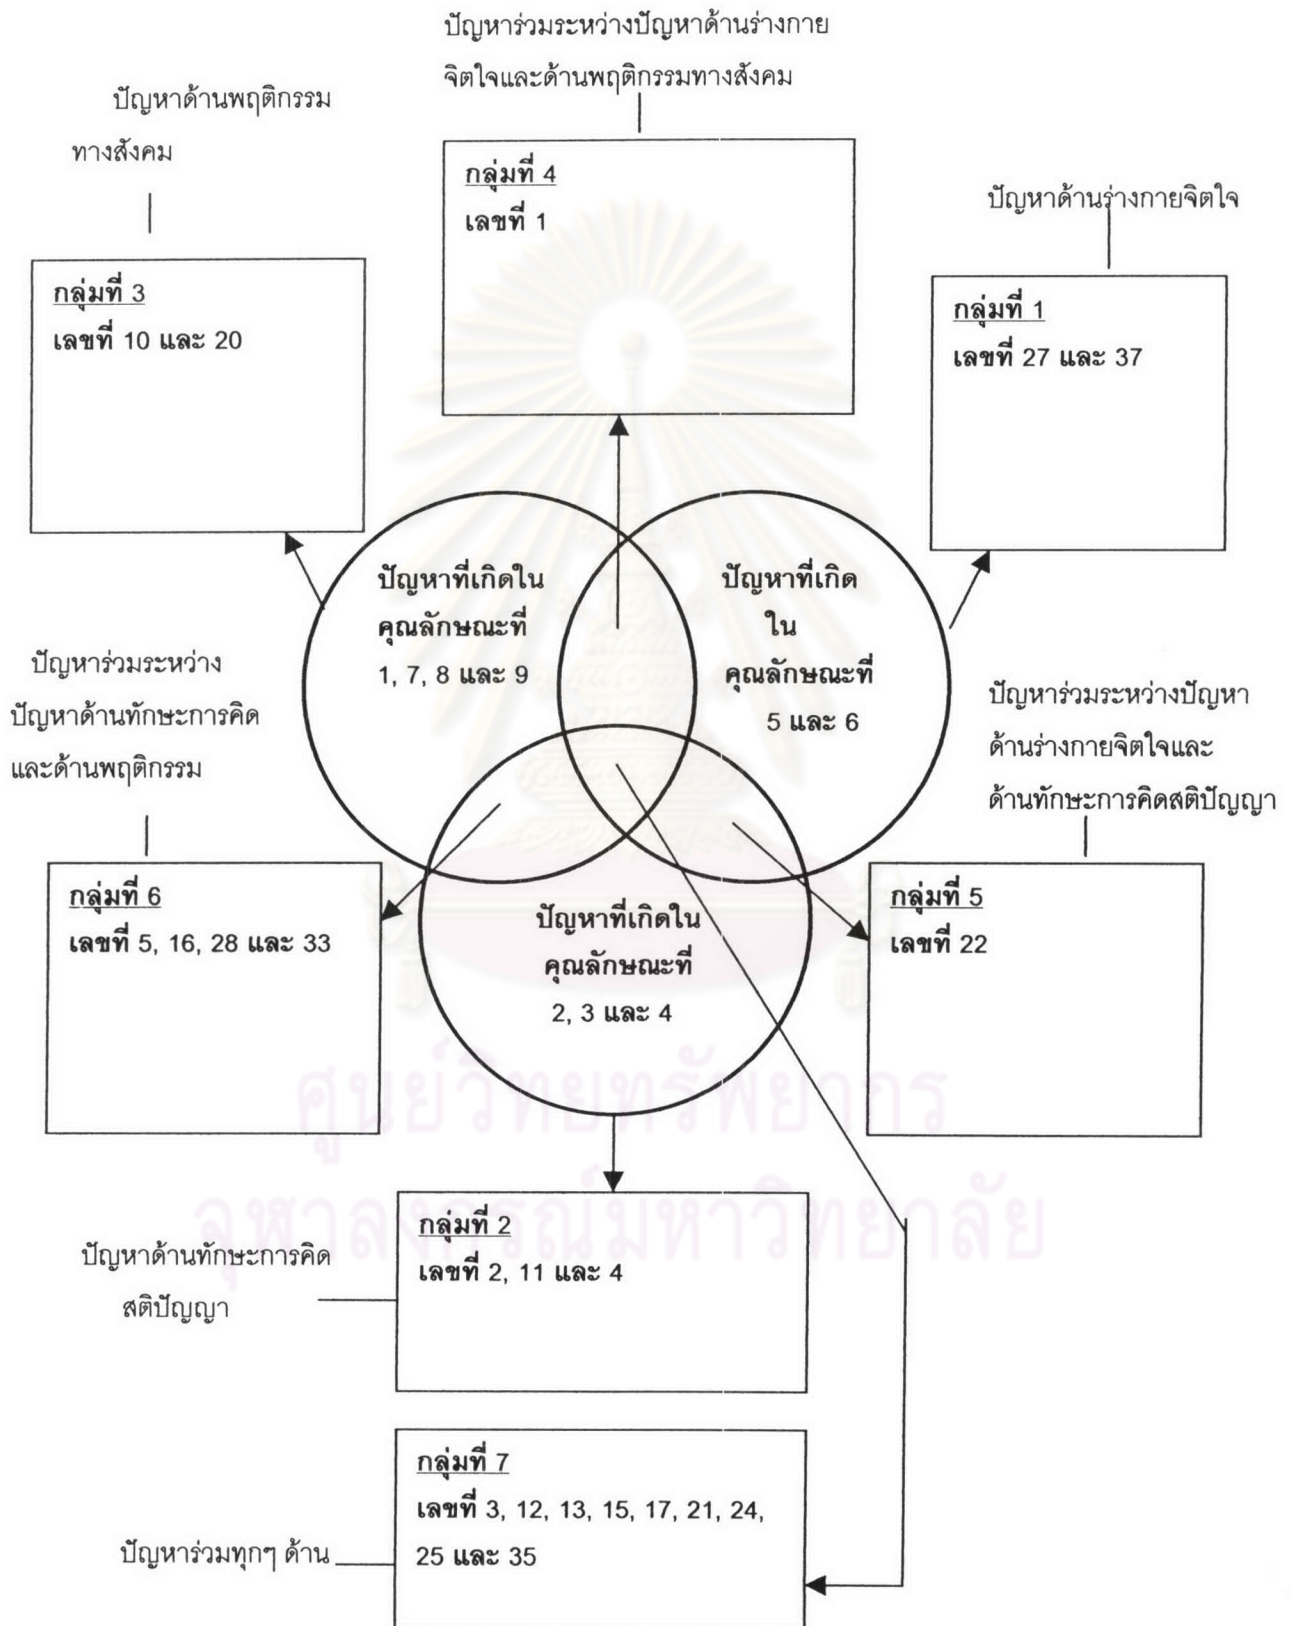 ปัญหาร่วมระหว่างปัญหาด้านร่างกาย
จิตใจและด้านพฤติกรรมทางสังคม
ปัญหาด้านพฤติกรรม
ทางสังคม
กลุ่มที่ 4
เลขที่ 1
ปัญหาด้านร่างกายจิตใจ
กลุ่มที่ 3
เลขที่ 10 และ 20
กลุ่มที่ 1
เลขที่ 27 และ 37
ปัญหาที่เกิดใน
คุณลักษณะที่
1, 7, 8 และ 9
ปัญหาที่เกิด
ใน
คุณลักษณะที่
5 และ 6
ปัญหาร่วมระหว่าง
ปัญหาด้านทักษะการคิด
และด้านพฤติกรรม
ปัญหาร่วมระหว่างปัญหา
ด้านร่างกายจิตใจและ
ด้านทักษะการคิดสติปัญญา
กลุ่มที่ 6
เลขที่ 5, 16, 28 และ 33
ปัญหาที่เกิดใน
คุณลักษณะที่
2, 3 และ 4
กลุ่มที่ 5
เลขที่ 22
ศูนย์วิทยทรัพยากร
จุฬาลงกรณ์มหาวิทยาลัย
กลุ่มที่ 2
เลขที่ 2, 11 และ 4
ปัญหาด้านทักษะการคิด
สติปัญญา
กลุ่มที่ 7
เลขที่ 3, 12, 13, 15, 17, 21, 24,
25 และ 35
ปัญหาร่วมทุกๆ ด้าน